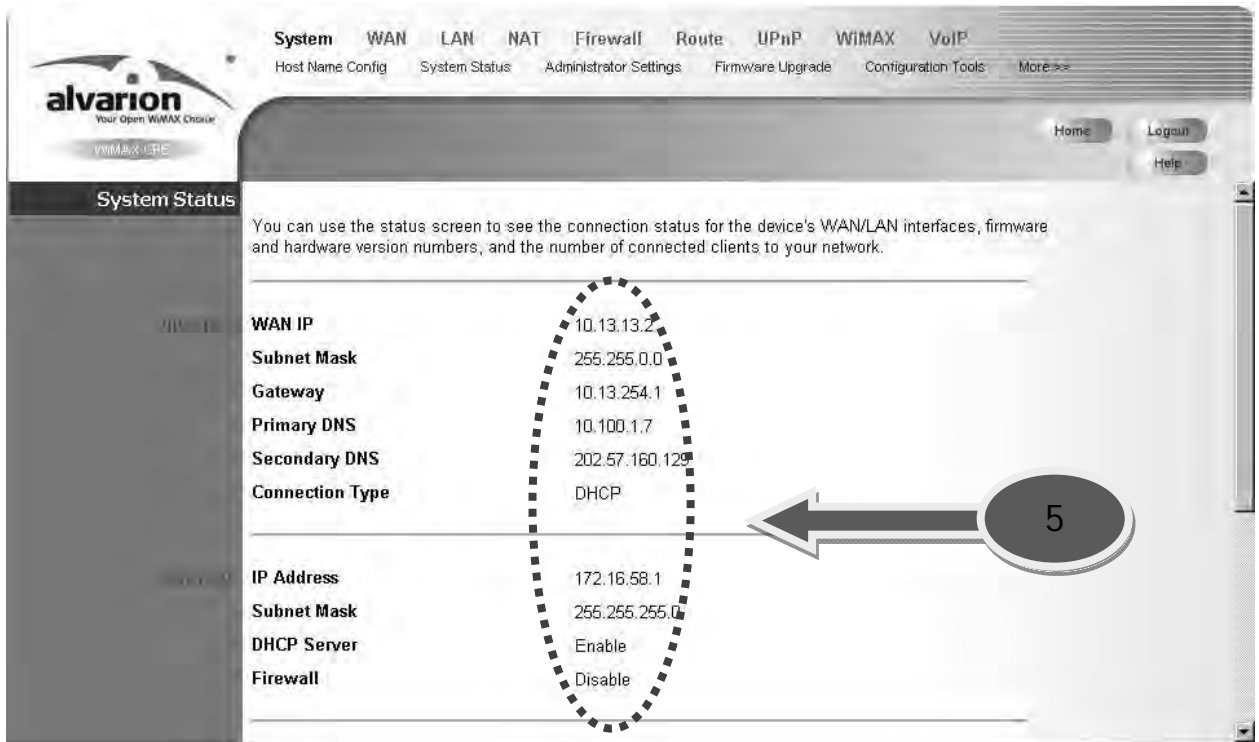 System WAN LAN NAT Firewall Route UPnP WiMAX VoIP
Host Name Config System Status Administrator Settings Firmware Upgrade Configuration Tools More >>
alvarion
Your Open WiMAX Choice
WiMAX CPE
Home Logout
Help
System Status
You can use the status screen to see the connection status for the device's WAN/LAN interfaces, firmware
and hardware version numbers, and the number of connected clients to your network.
WAN IP 10.13.13.2
Subnet Mask 255.255.0.0
Gateway 10.13.254.1
Primary DNS 10.100.1.7
Secondary DNS 202.57.160.129
Connection Type DHCP
5
IP Address 172.16.58.1
Subnet Mask 255.255.255.0
DHCP Server Enable
Firewall Disable